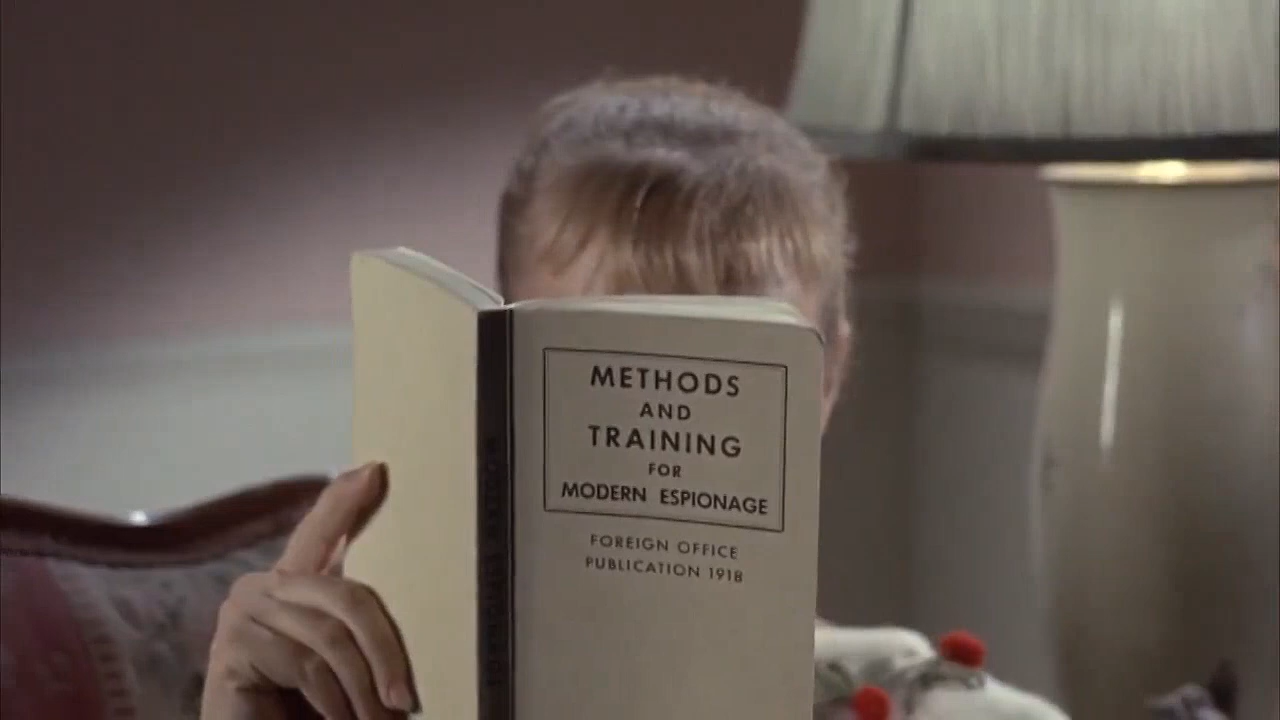 METHODS
AND
TRAINING
FOR
MODERN ESPIONAGE
FOREIGN OFFICE
PUBLICATION 1918